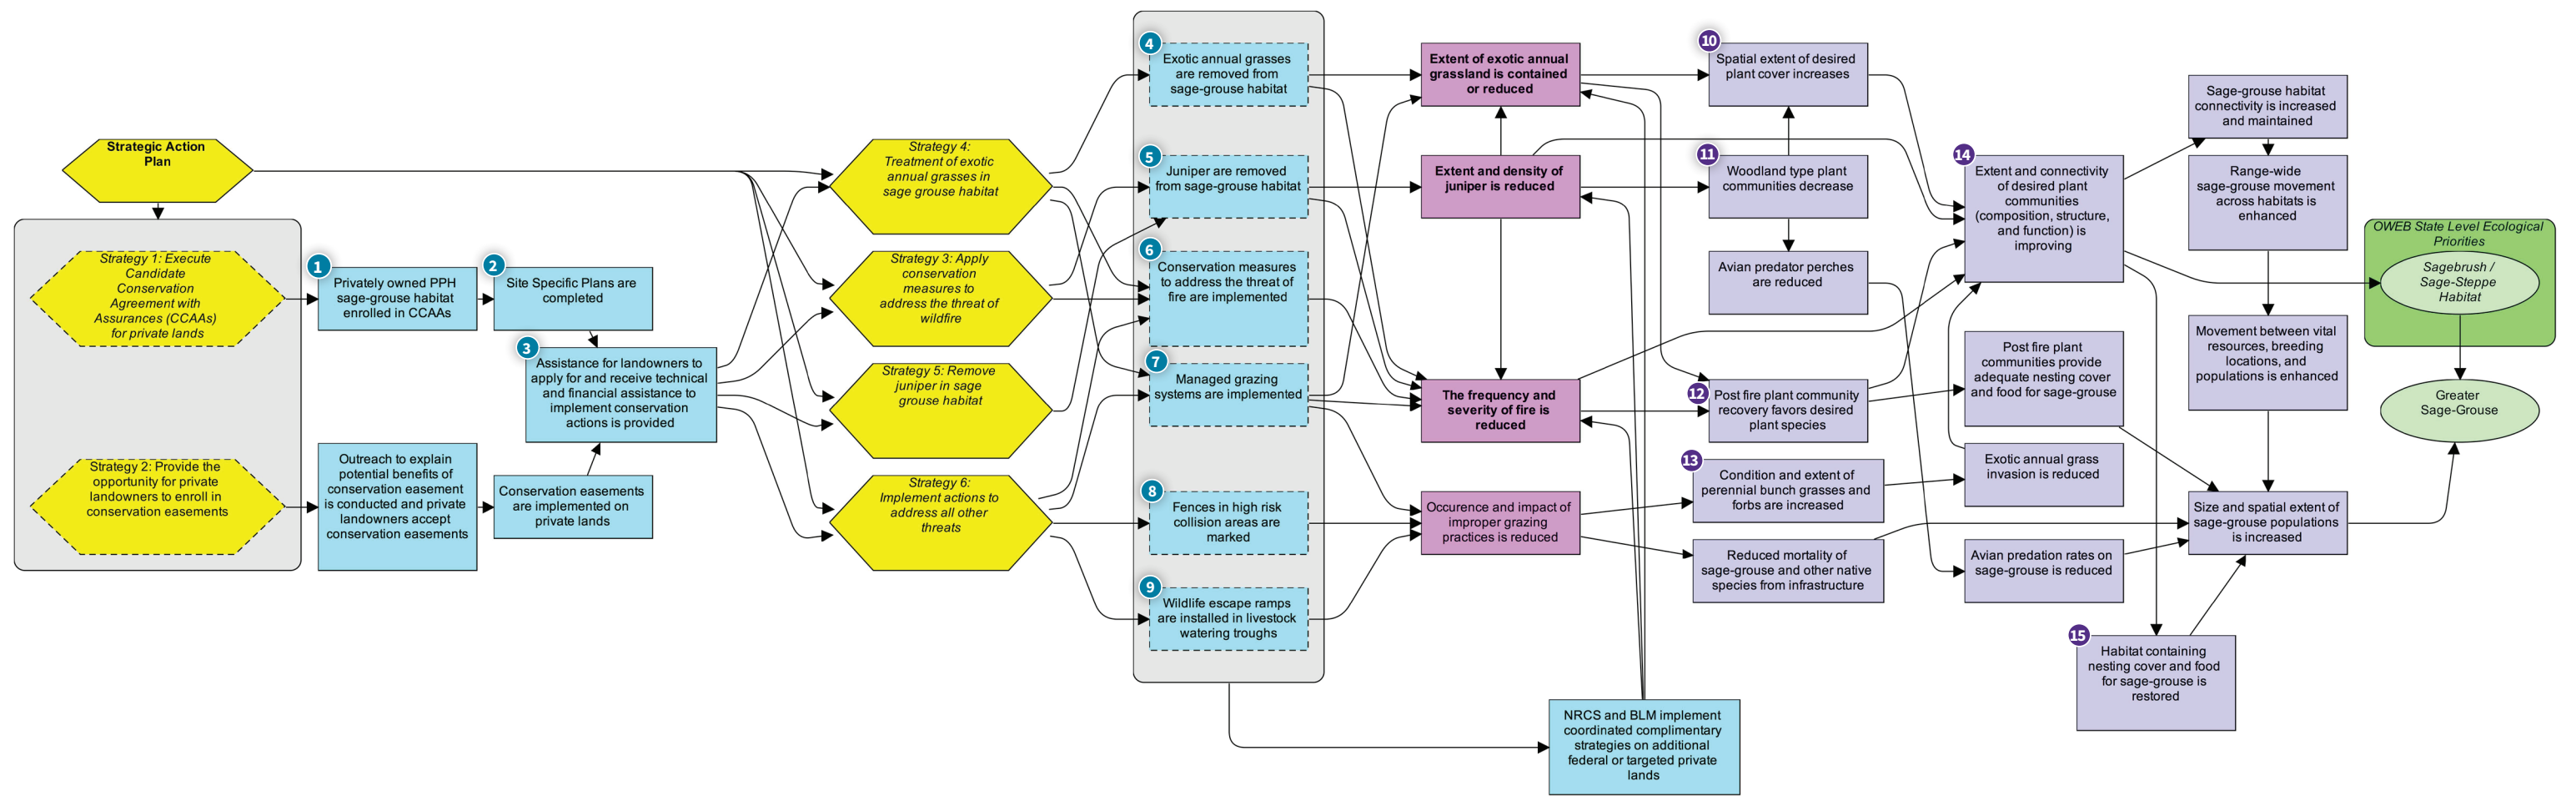 Strategic Action
Plan
Strategy 1: Execute
Candidate
Conservation
Agreement with
Assurances (CCAAs)
for private lands
Strategy 2: Provide the
opportunity for private
landowners to enroll in
conservation easements
1
Privately owned PPH
sage-grouse habitat
enrolled in CCAAs
2
Site Specific Plans are
completed
3
Assistance for landowners to
apply for and receive technical
and financial assistance to
implement conservation
actions is provided
Outreach to explain
potential benefits of
conservation easement
is conducted and private
landowners accept
conservation easements
Conservation easements
are implemented on
private lands
Strategy 4:
Treatment of exotic
annual grasses in
sage grouse habitat
Strategy 3: Apply
conservation
measures to
address the threat of
wildfire
Strategy 5: Remove
juniper in sage
grouse habitat
Strategy 6:
Implement actions to
address all other
threats
4
Exotic annual grasses
are removed from
sage-grouse habitat
5
Juniper are removed
from sage-grouse habitat
6
Conservation measures
to address the threat of
fire are implemented
7
Managed grazing
systems are implemented
8
Fences in high risk
collision areas are
marked
9
Wildlife escape ramps
are installed in livestock
watering troughs
Extent of exotic annual
grassland is contained
or reduced
Extent and density of
juniper is reduced
The frequency and
severity of fire is
reduced
Occurence and impact of
improper grazing
practices is reduced
NRCS and BLM implement
coordinated complimentary
strategies on additional
federal or targeted private
lands
10
Spatial extent of desired
plant cover increases
11
Woodland type plant
communities decrease
Avian predator perches
are reduced
12
Post fire plant community
recovery favors desired
plant species
13
Condition and extent of
perennial bunch grasses and
forbs are increased
Reduced mortality of
sage-grouse and other native
species from infrastructure
14
Extent and connectivity
of desired plant
communities
(composition, structure,
and function) is
improving
Post fire plant
communities provide
adequate nesting cover
and food for sage-grouse
Exotic annual grass
invasion is reduced
Avian predation rates on
sage-grouse is reduced
15
Habitat containing
nesting cover and food
for sage-grouse is
restored
Sage-grouse habitat
connectivity is increased
and maintained
Range-wide
sage-grouse movement
across habitats is
enhanced
Movement between vital
resources, breeding
locations, and
populations is enhanced
Size and spatial extent of
sage-grouse populations
is increased
OWEB State Level Ecological
Priorities
Sagebrush /
Sage-Steppe
Habitat
Greater
Sage-Grouse